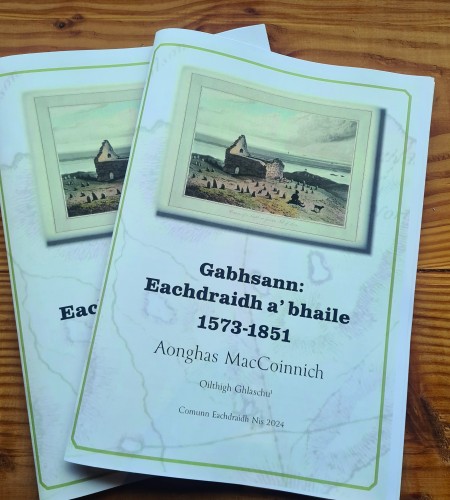 Gabhsann:
Eachdraidh a' bhaile
1573-1851
Aonghas MacCoinnich
Oilthigh Ghlaschu
Comunn Eachdraidh Nis 2024
Eac